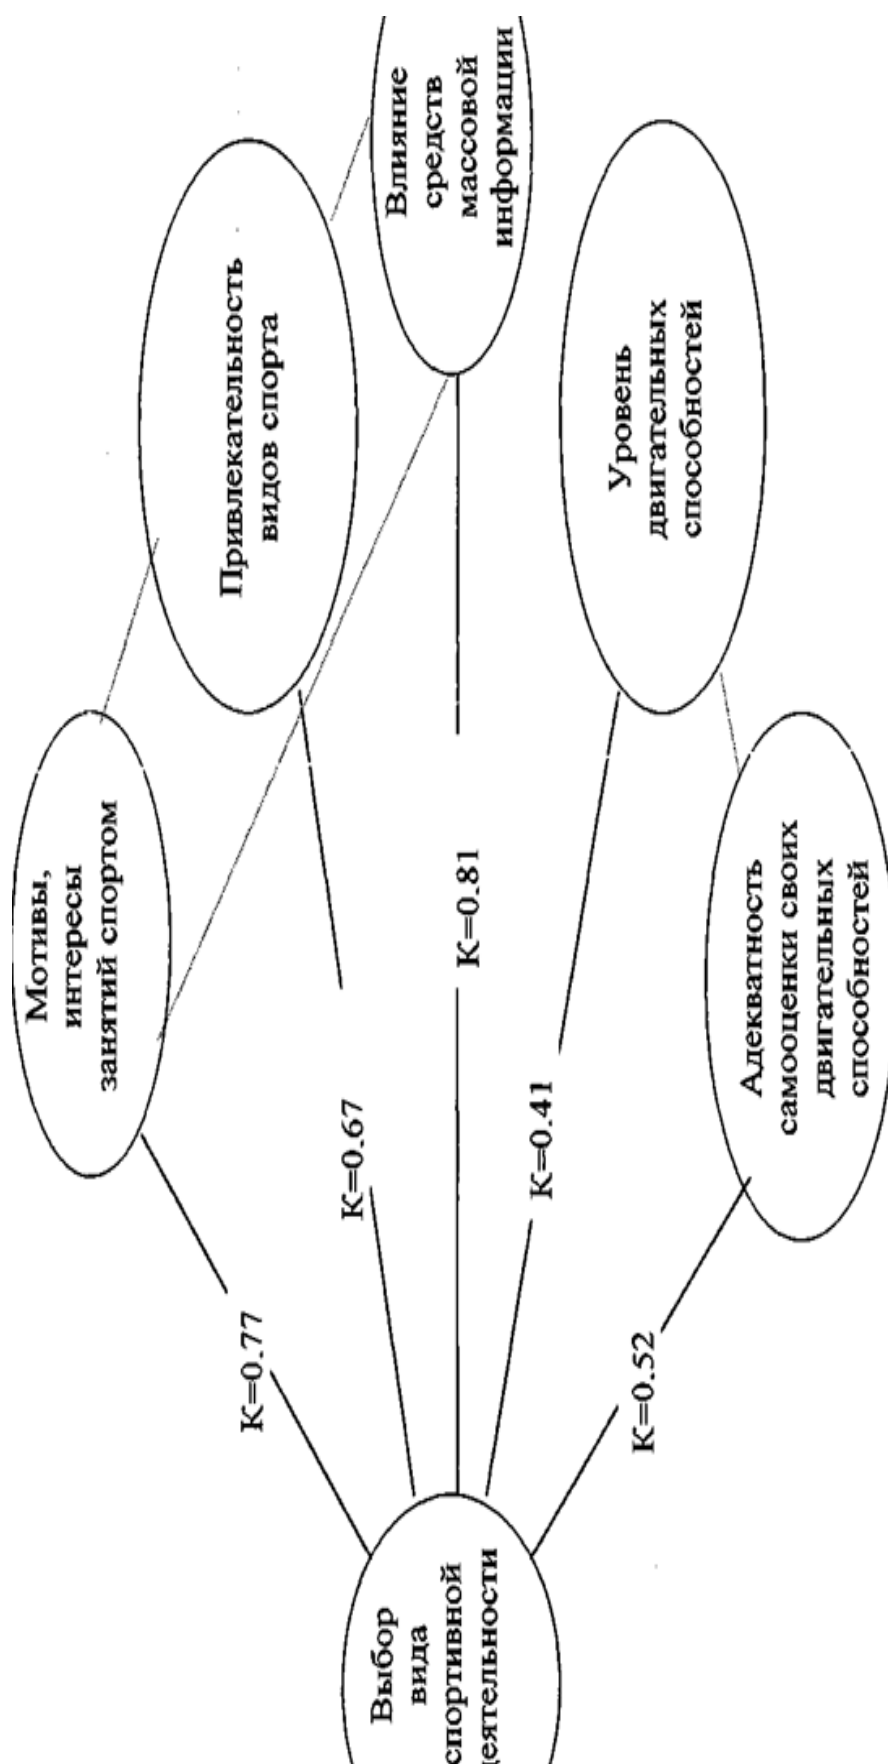 Мотивы,
интересы
занятий спортом
Привлекательность
видов спорта
К=0.77
К=0.67
Выбор
вида
спортивной
деятельности
К=0.81
Влияние
средств
массовой
информации
К=0.41
Уровень
двигательных
способностей
К=0.52
Адекватность
самооценки своих
двигательных
способностей